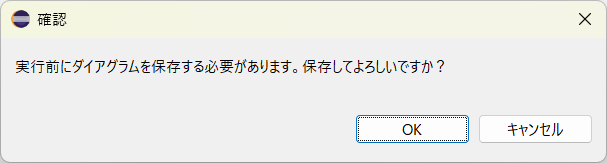 確認
実行前にダイアグラムを保存する必要があります。保存してよろしいですか？
OK
キャンセル